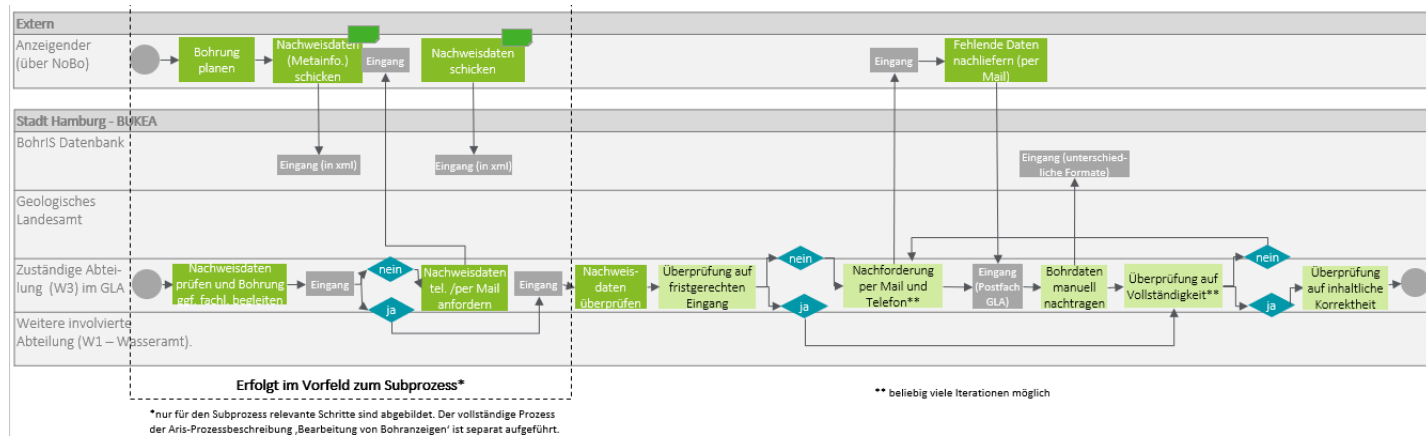 Extern
Anzeigender
(über NoBo)
Bohrung
planen
Nachweisdaten
(Metainfo.)
schicken
Eingang
Nachweisdaten
schicken
Eingang
Fehlende Daten
nachliefern (per
Mail)
Stadt Hamburg - BUKEA
BohrIS Datenbank
Eingang (in xml)
Eingang (in xml)
Eingang (unterschied-
liche Formate)
Geologisches
Landesamt
Zuständige Abtei-
lung (W3) im GLA
Nachweisdaten
prüfen und Bohrung
ggf. fachl. begleiten
Eingang
nein
ja
Nachweisdaten
tel. /per Mail
anfordern
Eingang
Nachweis-
daten
überprüfen
Überprüfung auf
fristgerechten
Eingang
nein
ja
Nachforderung
per Mail und
Telefon**
Eingang
(Postfach
GLA)
Bohrdaten
manuell
nachtragen
Überprüfung auf
Vollständigkeit**
nein
ja
Überprüfung
auf inhaltliche
Korrektheit
Weitere involvierte
Abteilung (W1 – Wasseramt).
Erfolgt im Vorfeld zum Subprozess*
** beliebig viele Iterationen möglich
*nur für den Subprozess relevante Schritte sind abgebildet. Der vollständige Prozess
der Aris-Prozessbeschreibung ‚Bearbeitung von Bohranzeigen' ist separat aufgeführt.